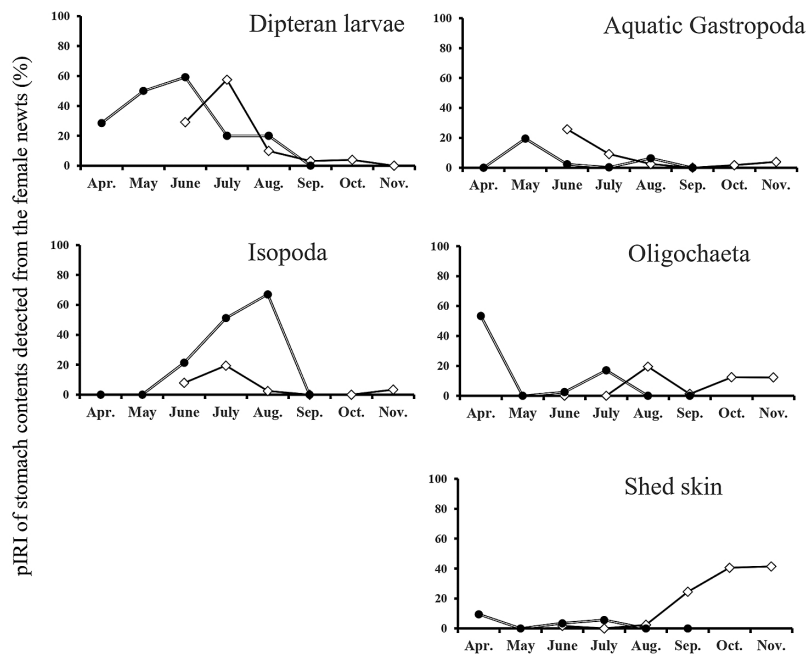 pIRI of stomach contents detected from the female newts (%)
Dipteran larvae
100
80
60
40
20
0
Apr. May June July Aug. Sep. Oct. Nov.
Aquatic Gastropoda
100
80
60
40
20
0
Apr. May June July Aug. Sep. Oct. Nov.
Isopoda
100
80
60
40
20
0
Apr. May June July Aug. Sep. Oct. Nov.
Oligochaeta
100
80
60
40
20
0
Apr. May June July Aug. Sep. Oct. Nov.
Shed skin
100
80
60
40
20
0
Apr. May June July Aug. Sep. Oct. Nov.